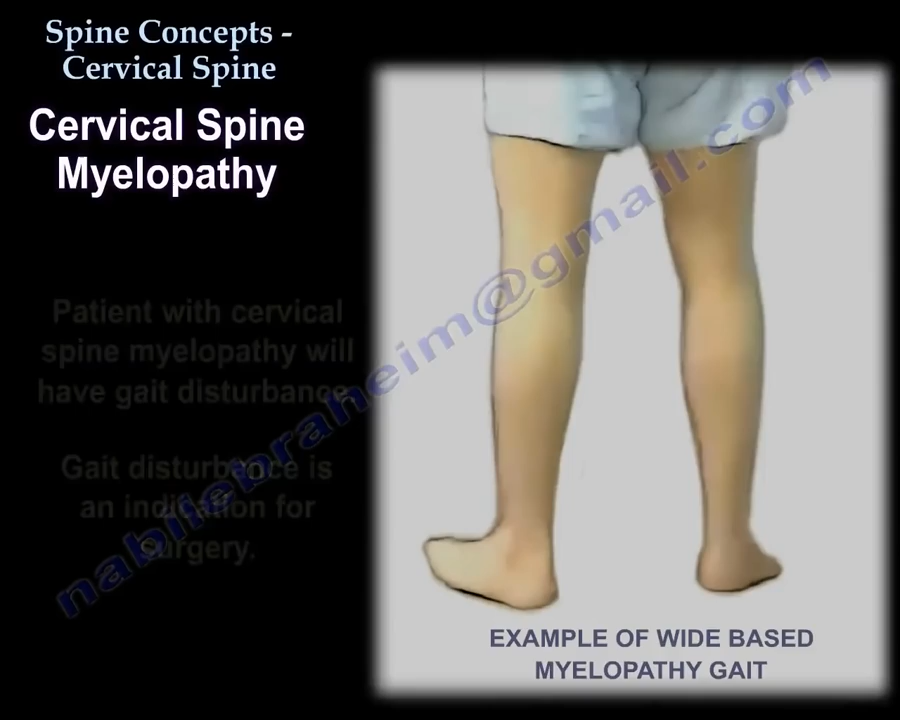 Spine Concepts -
Cervical Spine
Cervical Spine
Myelopathy
Patient with cervical
spine myelopathy will
have gait disturbance.
Gait disturbance is
an indication for
surgery.
nabilebraheim@gmail.com
EXAMPLE OF WIDE BASED
MYELOPATHY GAIT